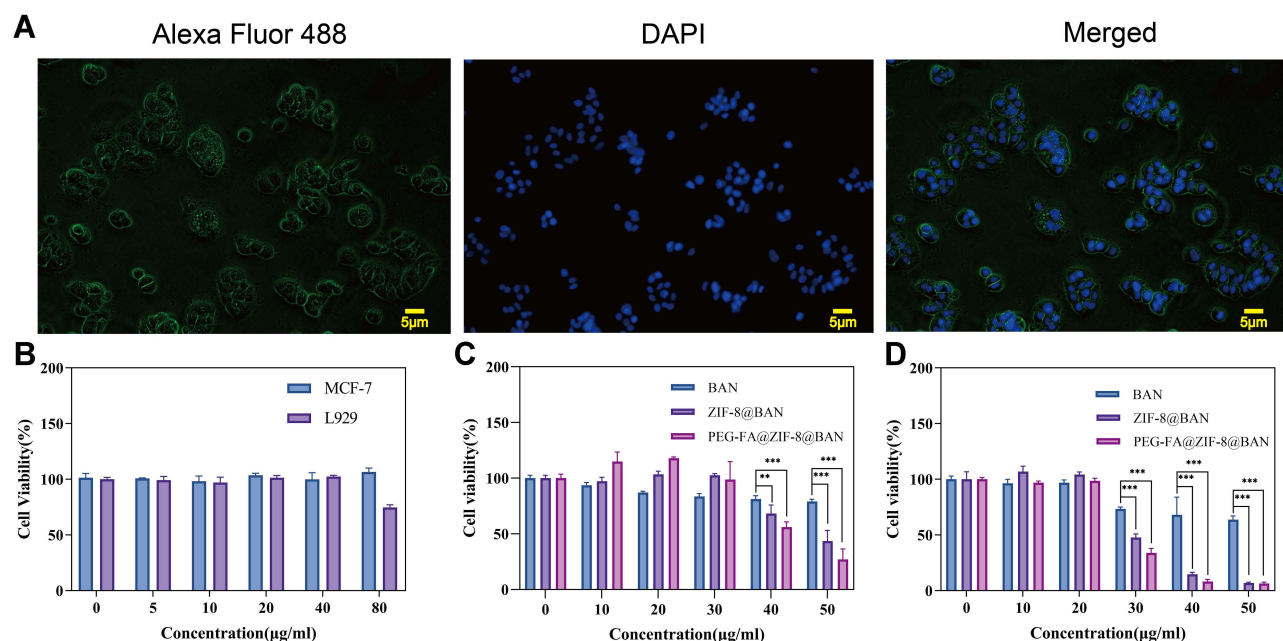 A
Alexa Fluor 488
DAPI
Merged
5µm
5µm
5µm
B
200
150
100
50
0
Cell Viability(%)
MCF-7
L929
0 5 10 20 40 80
Concentration(µg/ml)
C
200
150
100
50
0
Cell Viability(%)
BAN
ZIF-8@BAN
PEG-FA@ZIF-8@BAN
***
**
***
***
0 10 20 30 40 50
Concentration(µg/ml)
D
200
150
100
50
0
Cell viability(%)
BAN
ZIF-8@BAN
PEG-FA@ZIF-8@BAN
***
***
***
***
***
***
0 10 20 30 40 50
Concentration(µg/ml)